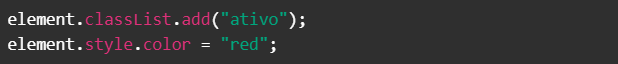 element.classList.add("ativo");
element.style.color = "red";